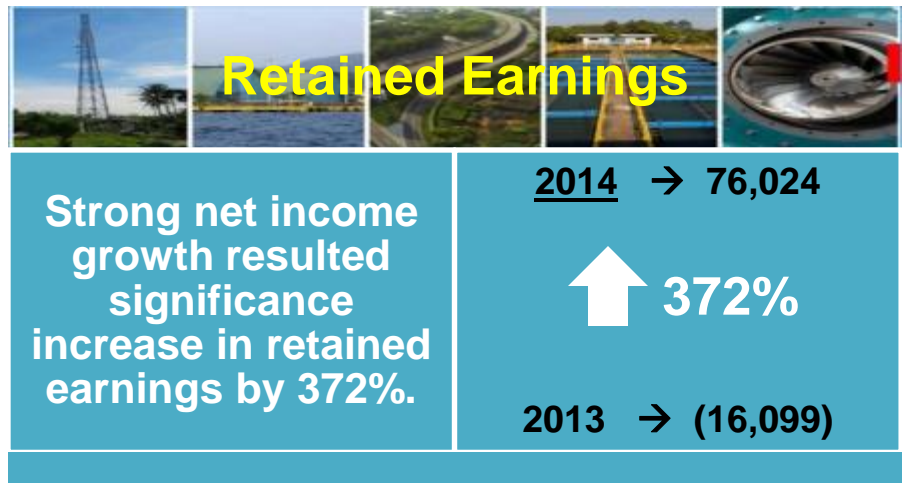 Retained Earnings
Strong net income
growth resulted
significance
increase in retained
earnings by 372%.
2014 → 76,024
372%
2013 → (16,099)